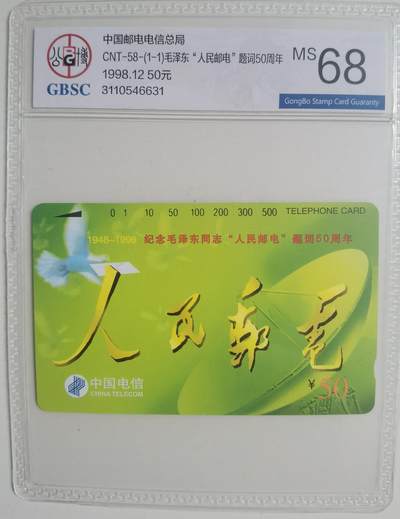 中国邮电电信总局
CNT-58-(1-1)毛泽东“人民邮电”题词50周年
1998.12 50元
3110546631
MS 68
公博
GBSC
GongBo Stamp Card Guaranty
0 1 10 50 100 200 300 500 TELEPHONE CARD
1948-1998 纪念毛泽东同志“人民邮电”题词50周年
人民邮电
中国电信
CHINA TELECOM
¥50